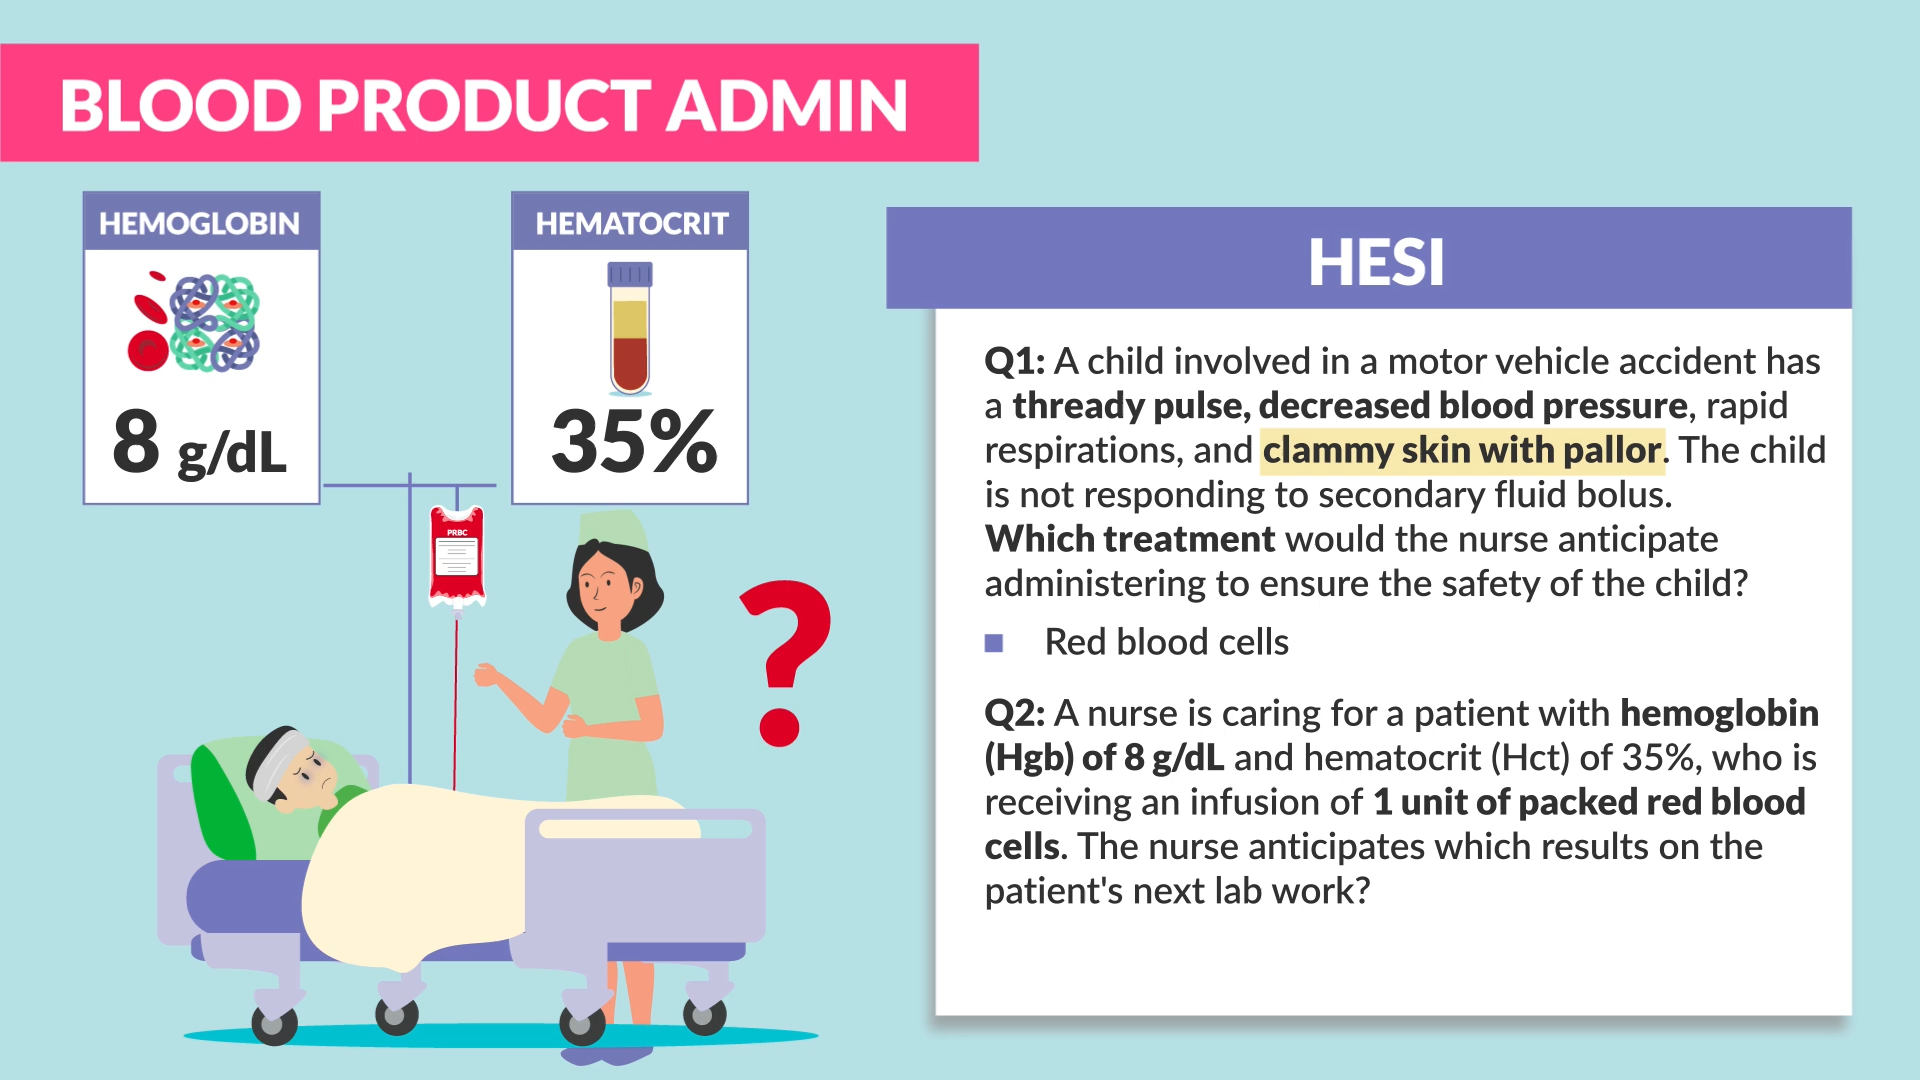 BLOOD PRODUCT ADMIN
HEMOGLOBIN
8 g/dL
HEMATOCRIT
35%
PRBC
?
HESI
Q1: A child involved in a motor vehicle accident has
a thready pulse, decreased blood pressure, rapid
respirations, and clammy skin with pallor. The child
is not responding to secondary fluid bolus.
Which treatment would the nurse anticipate
administering to ensure the safety of the child?
■ Red blood cells
Q2: A nurse is caring for a patient with hemoglobin
(Hgb) of 8 g/dL and hematocrit (Hct) of 35%, who is
receiving an infusion of 1 unit of packed red blood
cells. The nurse anticipates which results on the
patient's next lab work?